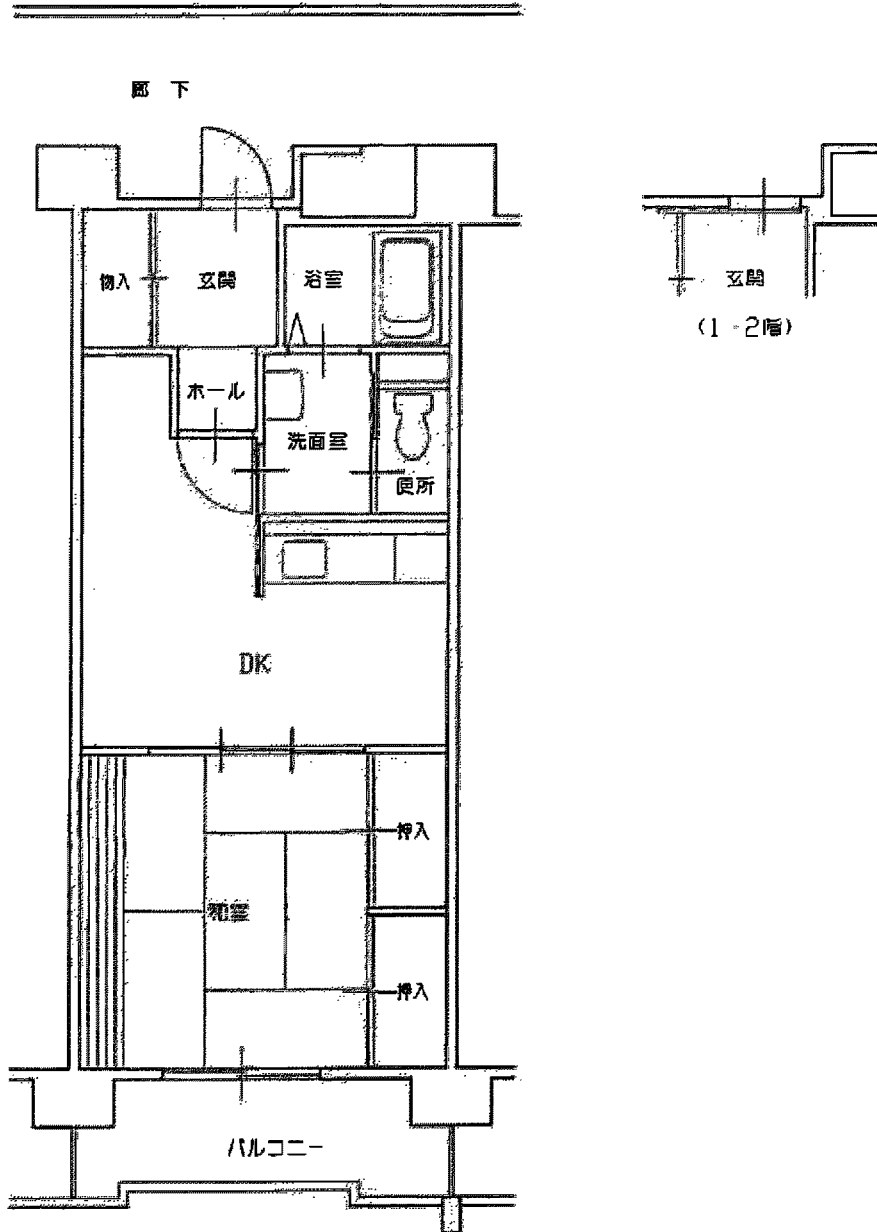 廊 下
物入
玄関
浴室
玄関
(1・2階)
ホール
洗面室
便所
DK
押入
和室
押入
バルコニー